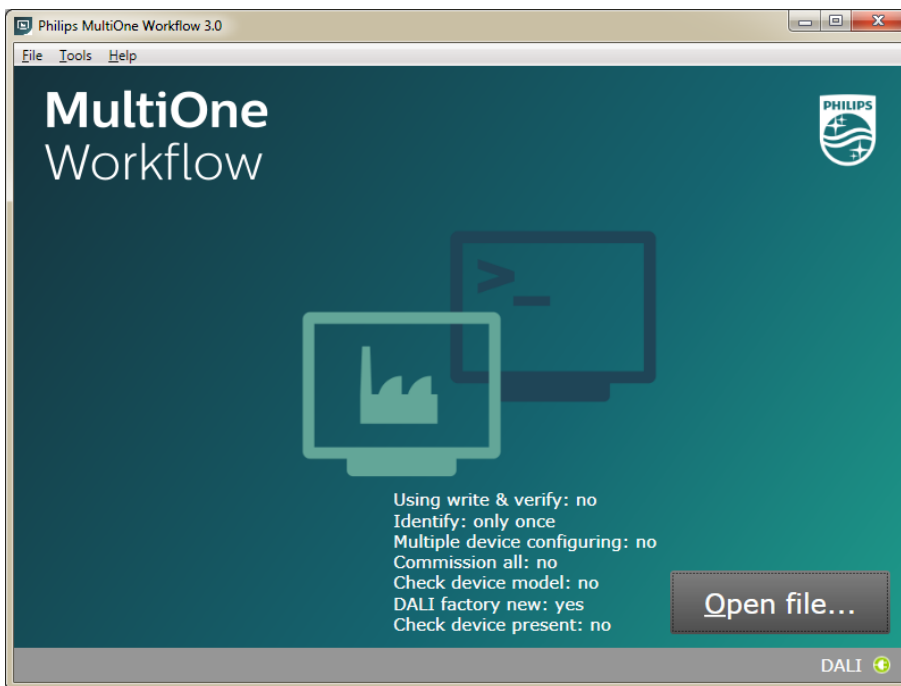 Philips MultiOne Workflow 3.0
File Tools Help
MultiOne
Workflow
PHILIPS
>_
Using write & verify: no
Identify: only once
Multiple device configuring: no
Commission all: no
Check device model: no
DALI factory new: yes
Check device present: no
Open file...
DALI